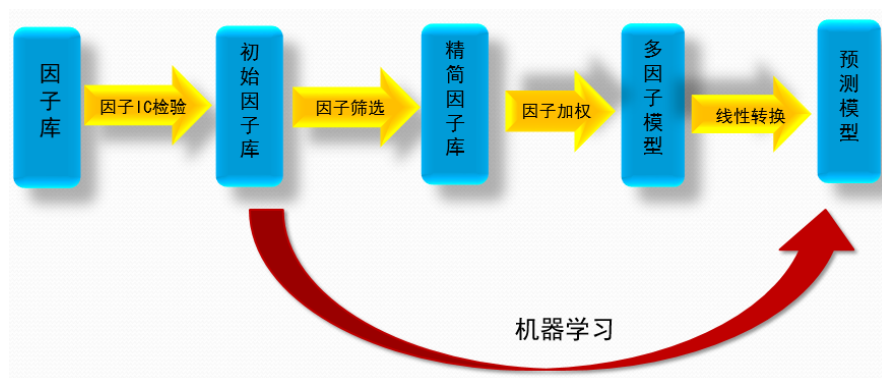 因子库
因子IC检验
初始因子库
因子筛选
精简因子库
因子加权
多因子模型
线性转换
预测模型
机器学习